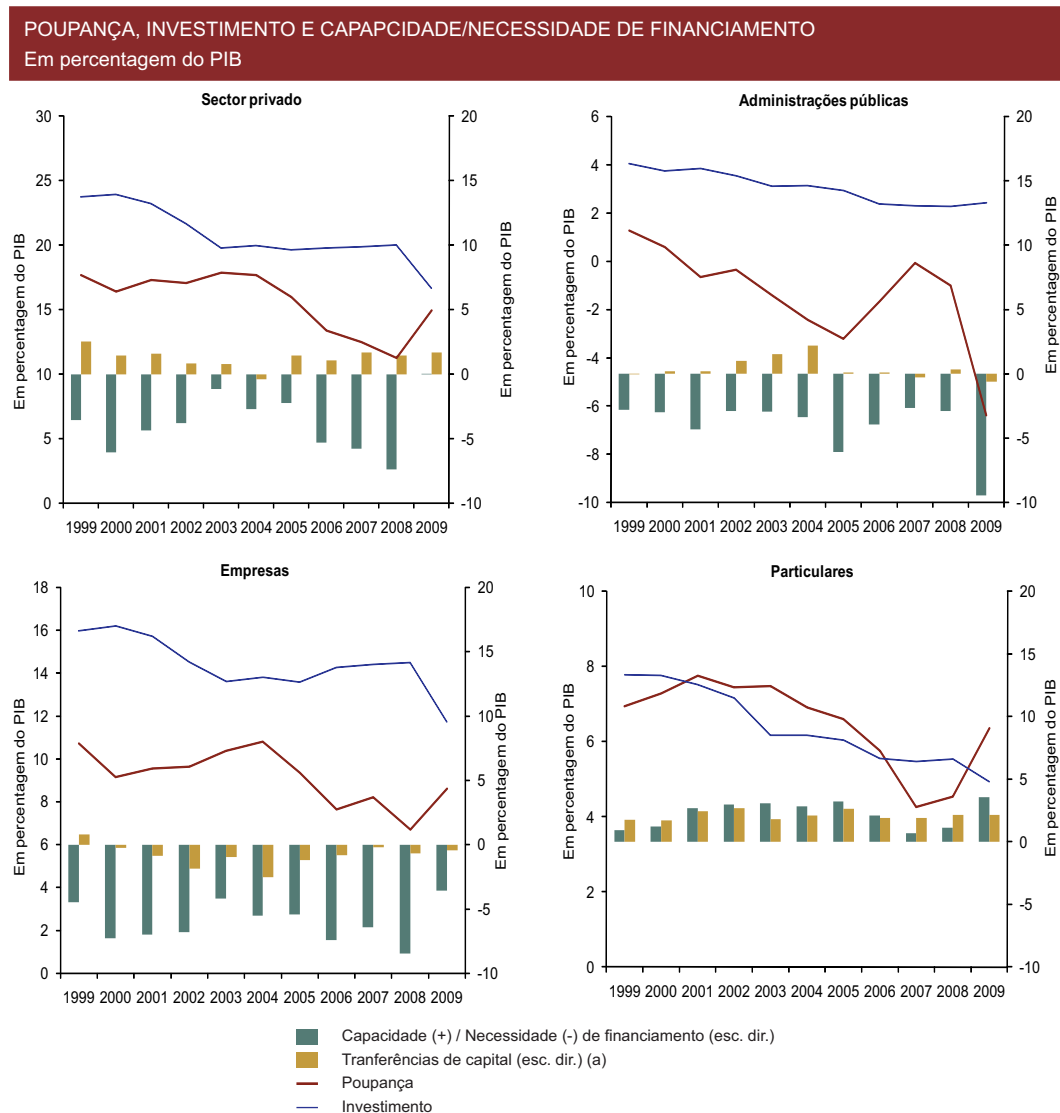 POUPANÇA, INVESTIMENTO E CAPAPCIDADE/NECESSIDADE DE FINANCIAMENTO
Em percentagem do PIB
Sector privado
30
25
20
15
10
5
0
Em percentagem do PIB
20
15
10
5
0
-5
-10
Em percentagem do PIB
1999 2000 2001 2002 2003 2004 2005 2006 2007 2008 2009
Administrações públicas
6
4
2
0
-2
-4
-6
-8
-10
Em percentagem do PIB
20
15
10
5
0
-5
-10
Em percentagem do PIB
1999 2000 2001 2002 2003 2004 2005 2006 2007 2008 2009
Empresas
18
16
14
12
10
8
6
4
2
0
Em percentagem do PIB
20
15
10
5
0
-5
-10
Em percentagem do PIB
1999 2000 2001 2002 2003 2004 2005 2006 2007 2008 2009
Particulares
10
8
6
4
2
0
Em percentagem do PIB
20
15
10
5
0
-5
-10
Em percentagem do PIB
1999 2000 2001 2002 2003 2004 2005 2006 2007 2008 2009
Capacidade (+) / Necessidade (-) de financiamento (esc. dir.)
Tranferências de capital (esc. dir.) (a)
Poupança
Investimento